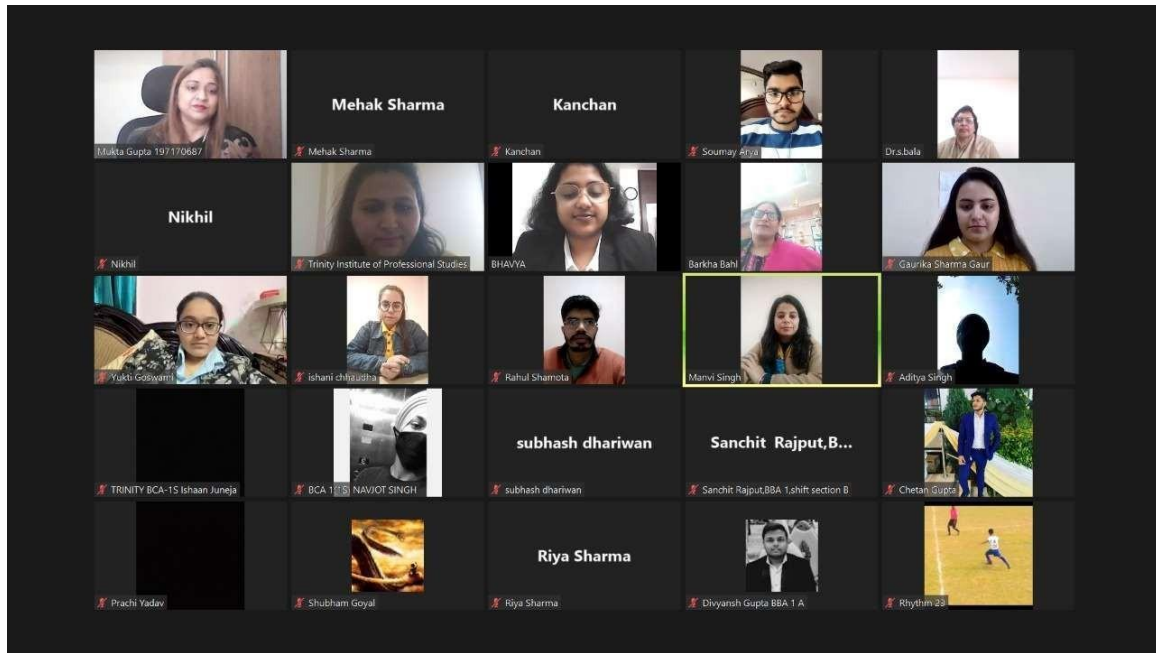 Mukta Gupta 197170687
Mehak Sharma
Mehak Sharma
Kanchan
Kanchan
Soumay Arya
Dr.s.bala
Nikhil
Nikhil
Trinity Institute of Professional Studies
BHAVYA
Barkha Bahl
Gaurika Sharma Gaur
Yukti Goswami
ishani chhaudha
Rahul Shamota
Manvi Singh
Aditya Singh
TRINITY BCA-1S Ishaan Juneja
BCA 1(1S) NAVJOT SINGH
subhash dhariwan
subhash dhariwan
Sanchit Rajput,B...
Sanchit Rajput,BBA 1,shift section B
Chetan Gupta
Prachi Yadav
Shubham Goyal
Riya Sharma
Riya Sharma
Divyansh Gupta BBA 1 A
Rhythm 23